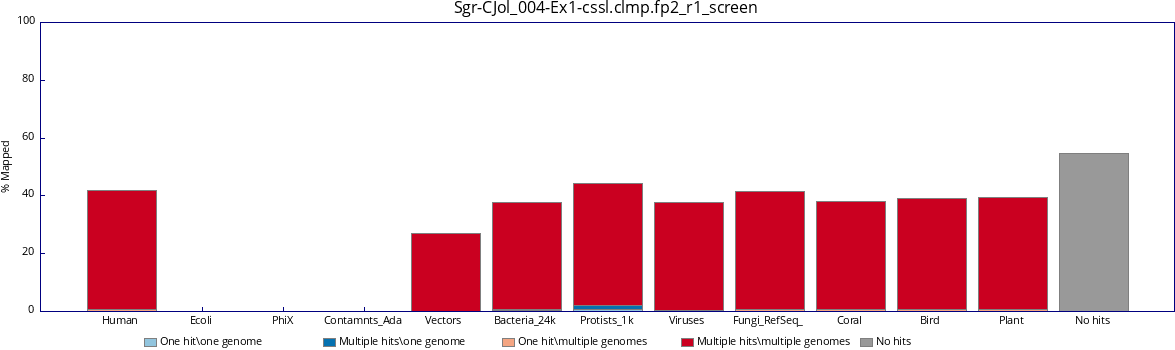 Sgr-CJol_004-Ex1-cssl.clmp.fp2_r1_screen
100
80
60
40
20
0
% Mapped
Human Ecoli PhiX Contamnts_Ada Vectors Bacteria_24k Protists_1k Viruses Fungi_RefSeq_ Coral Bird Plant No hits
One hit\one genome Multiple hits\one genome One hit\multiple genomes Multiple hits\multiple genomes No hits